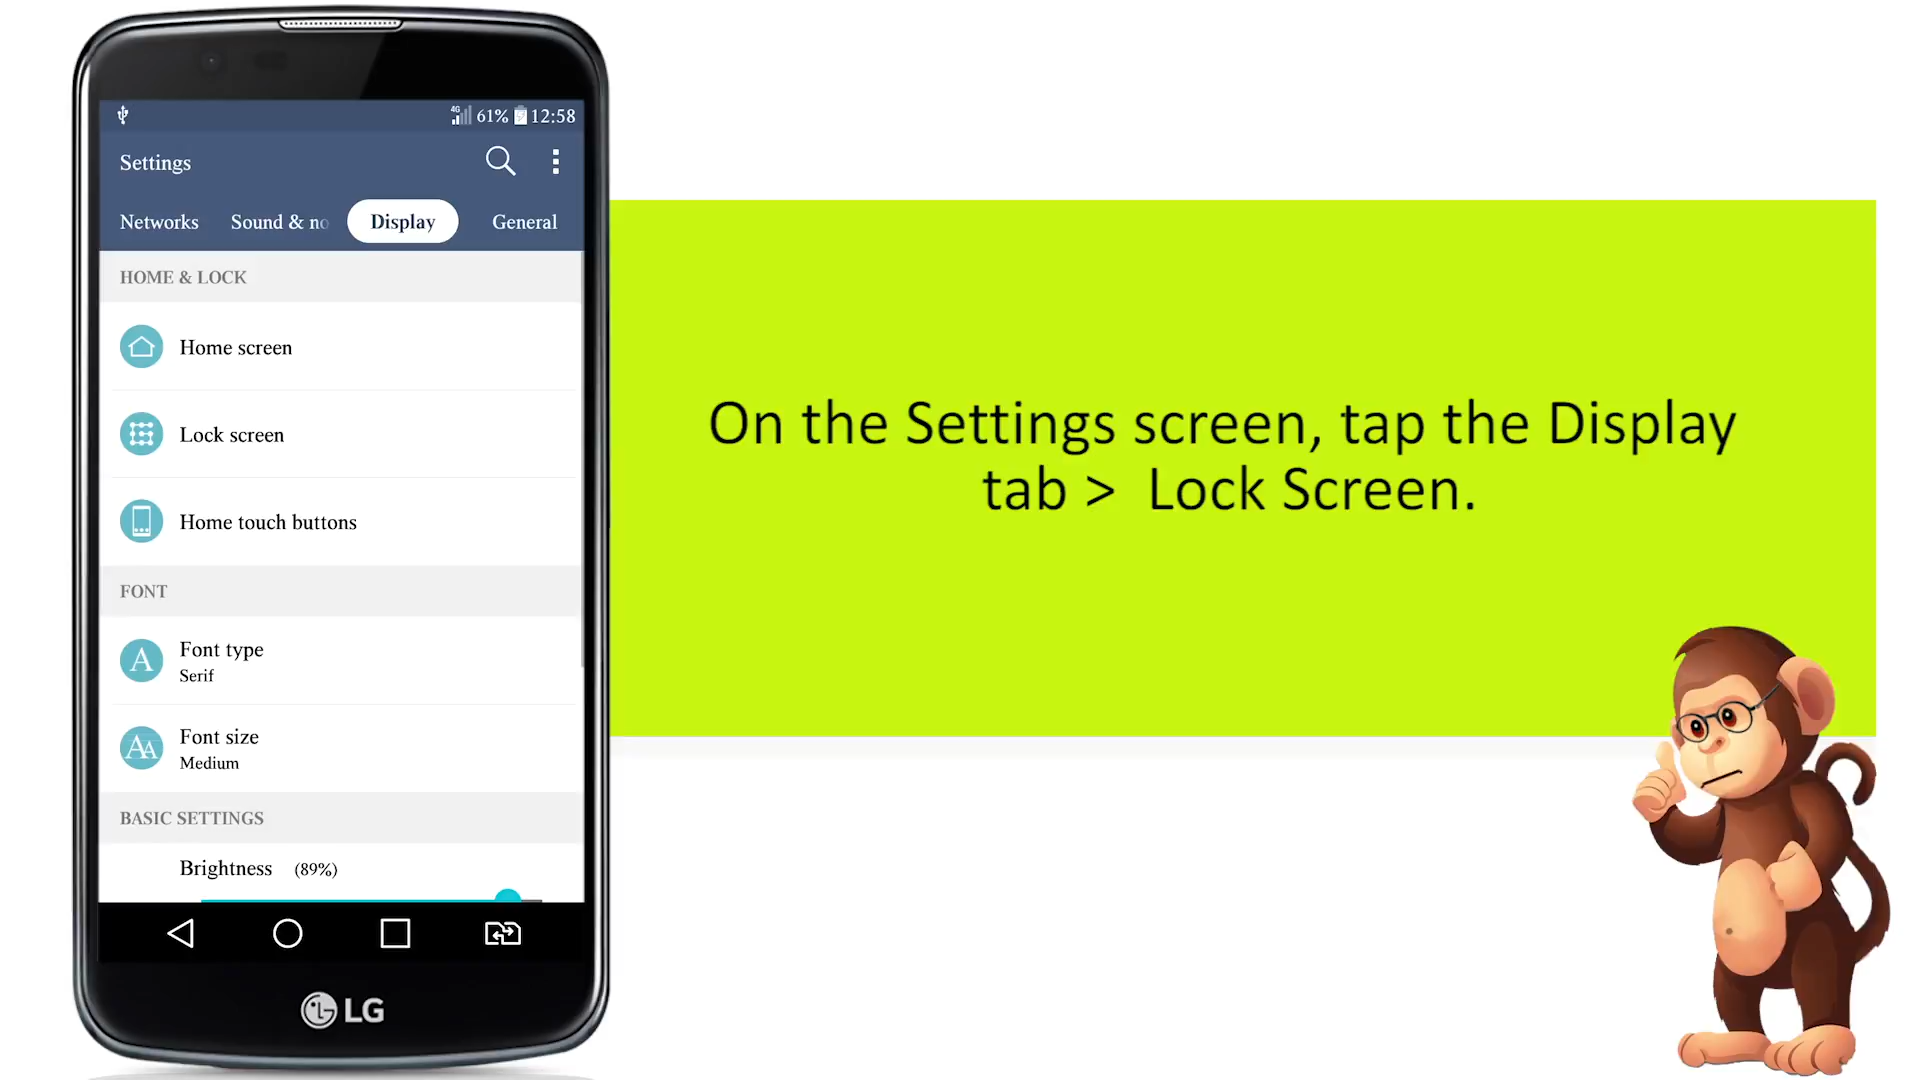 4G 61% 12:58
Settings
Networks Sound & no Display General
HOME & LOCK
Home screen
Lock screen
Home touch buttons
FONT
A Font type
Serif
AA Font size
Medium
BASIC SETTINGS
Brightness (89%)
LG
On the Settings screen, tap the Display
tab > Lock Screen.